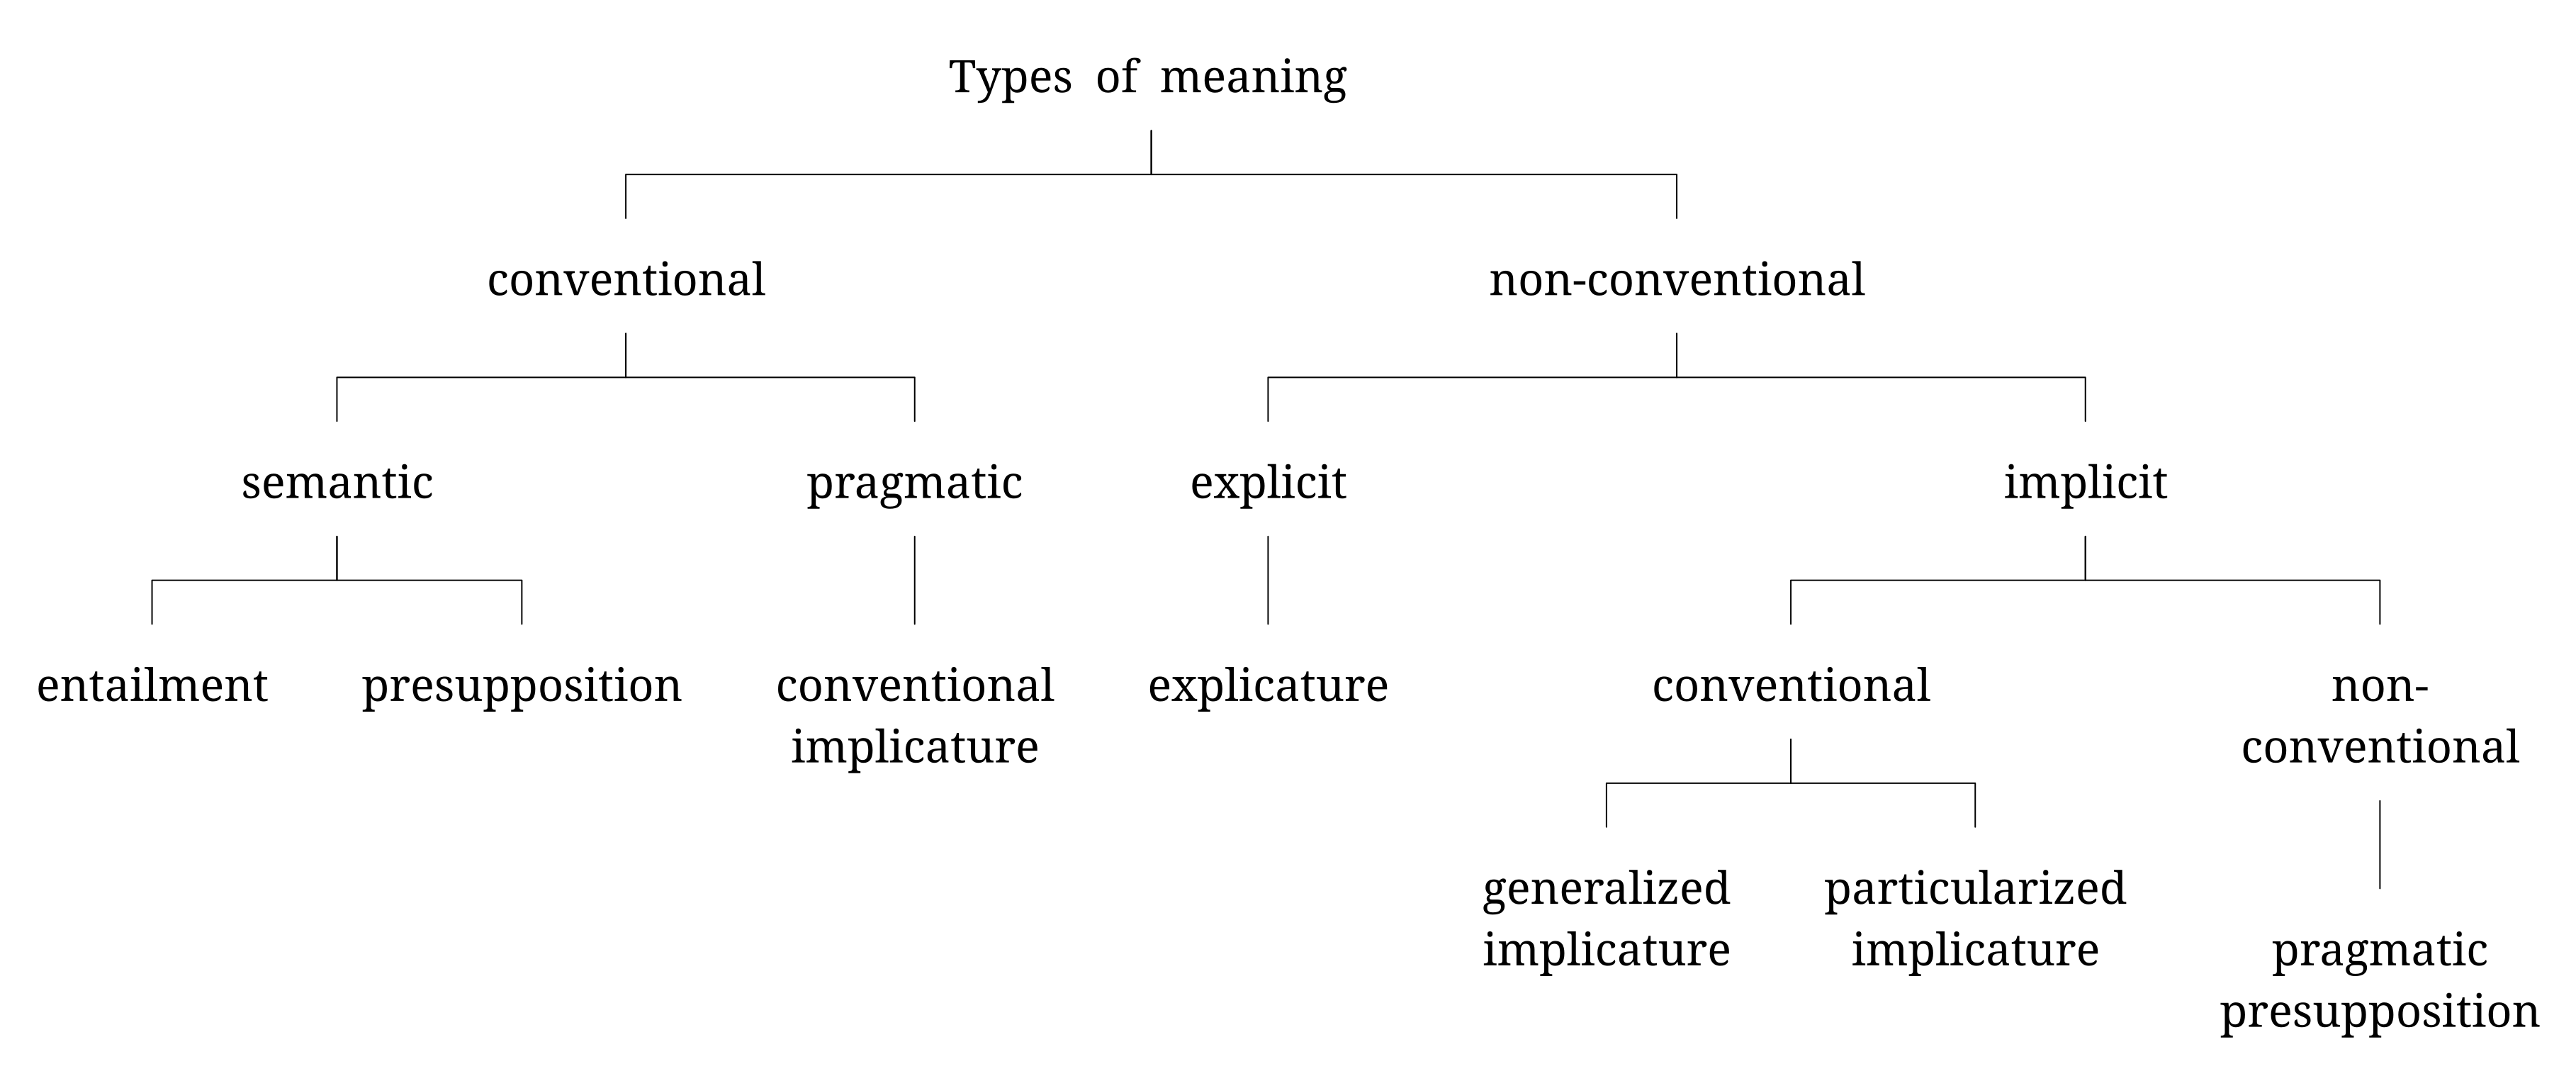 Types of meaning
conventional
non-conventional
semantic
pragmatic
explicit
implicit
entailment
presupposition
conventional
implicature
explicature
conventional
non-
conventional
generalized
implicature
particularized
implicature
pragmatic
presupposition